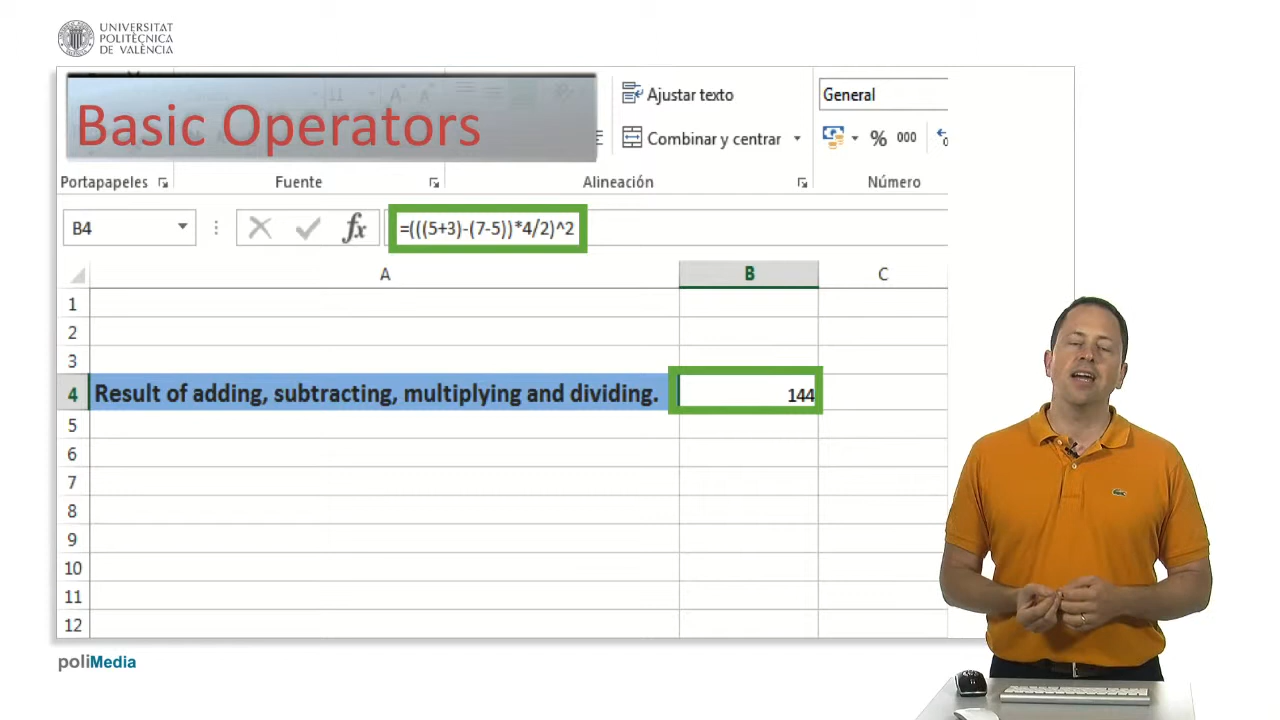 UNIVERSITAT
POLITÈCNICA
DE VALÈNCIA
Basic Operators
11
Ajustar texto
General
Combinar y centrar
% 000
Portapapeles
Fuente
Alineación
Número
B4
fx
=(((5+3)-(7-5))*4/2)^2
A B C
1
2
3
4 Result of adding, subtracting, multiplying and dividing. 144
5
6
7
8
9
10
11
12
poliMedia